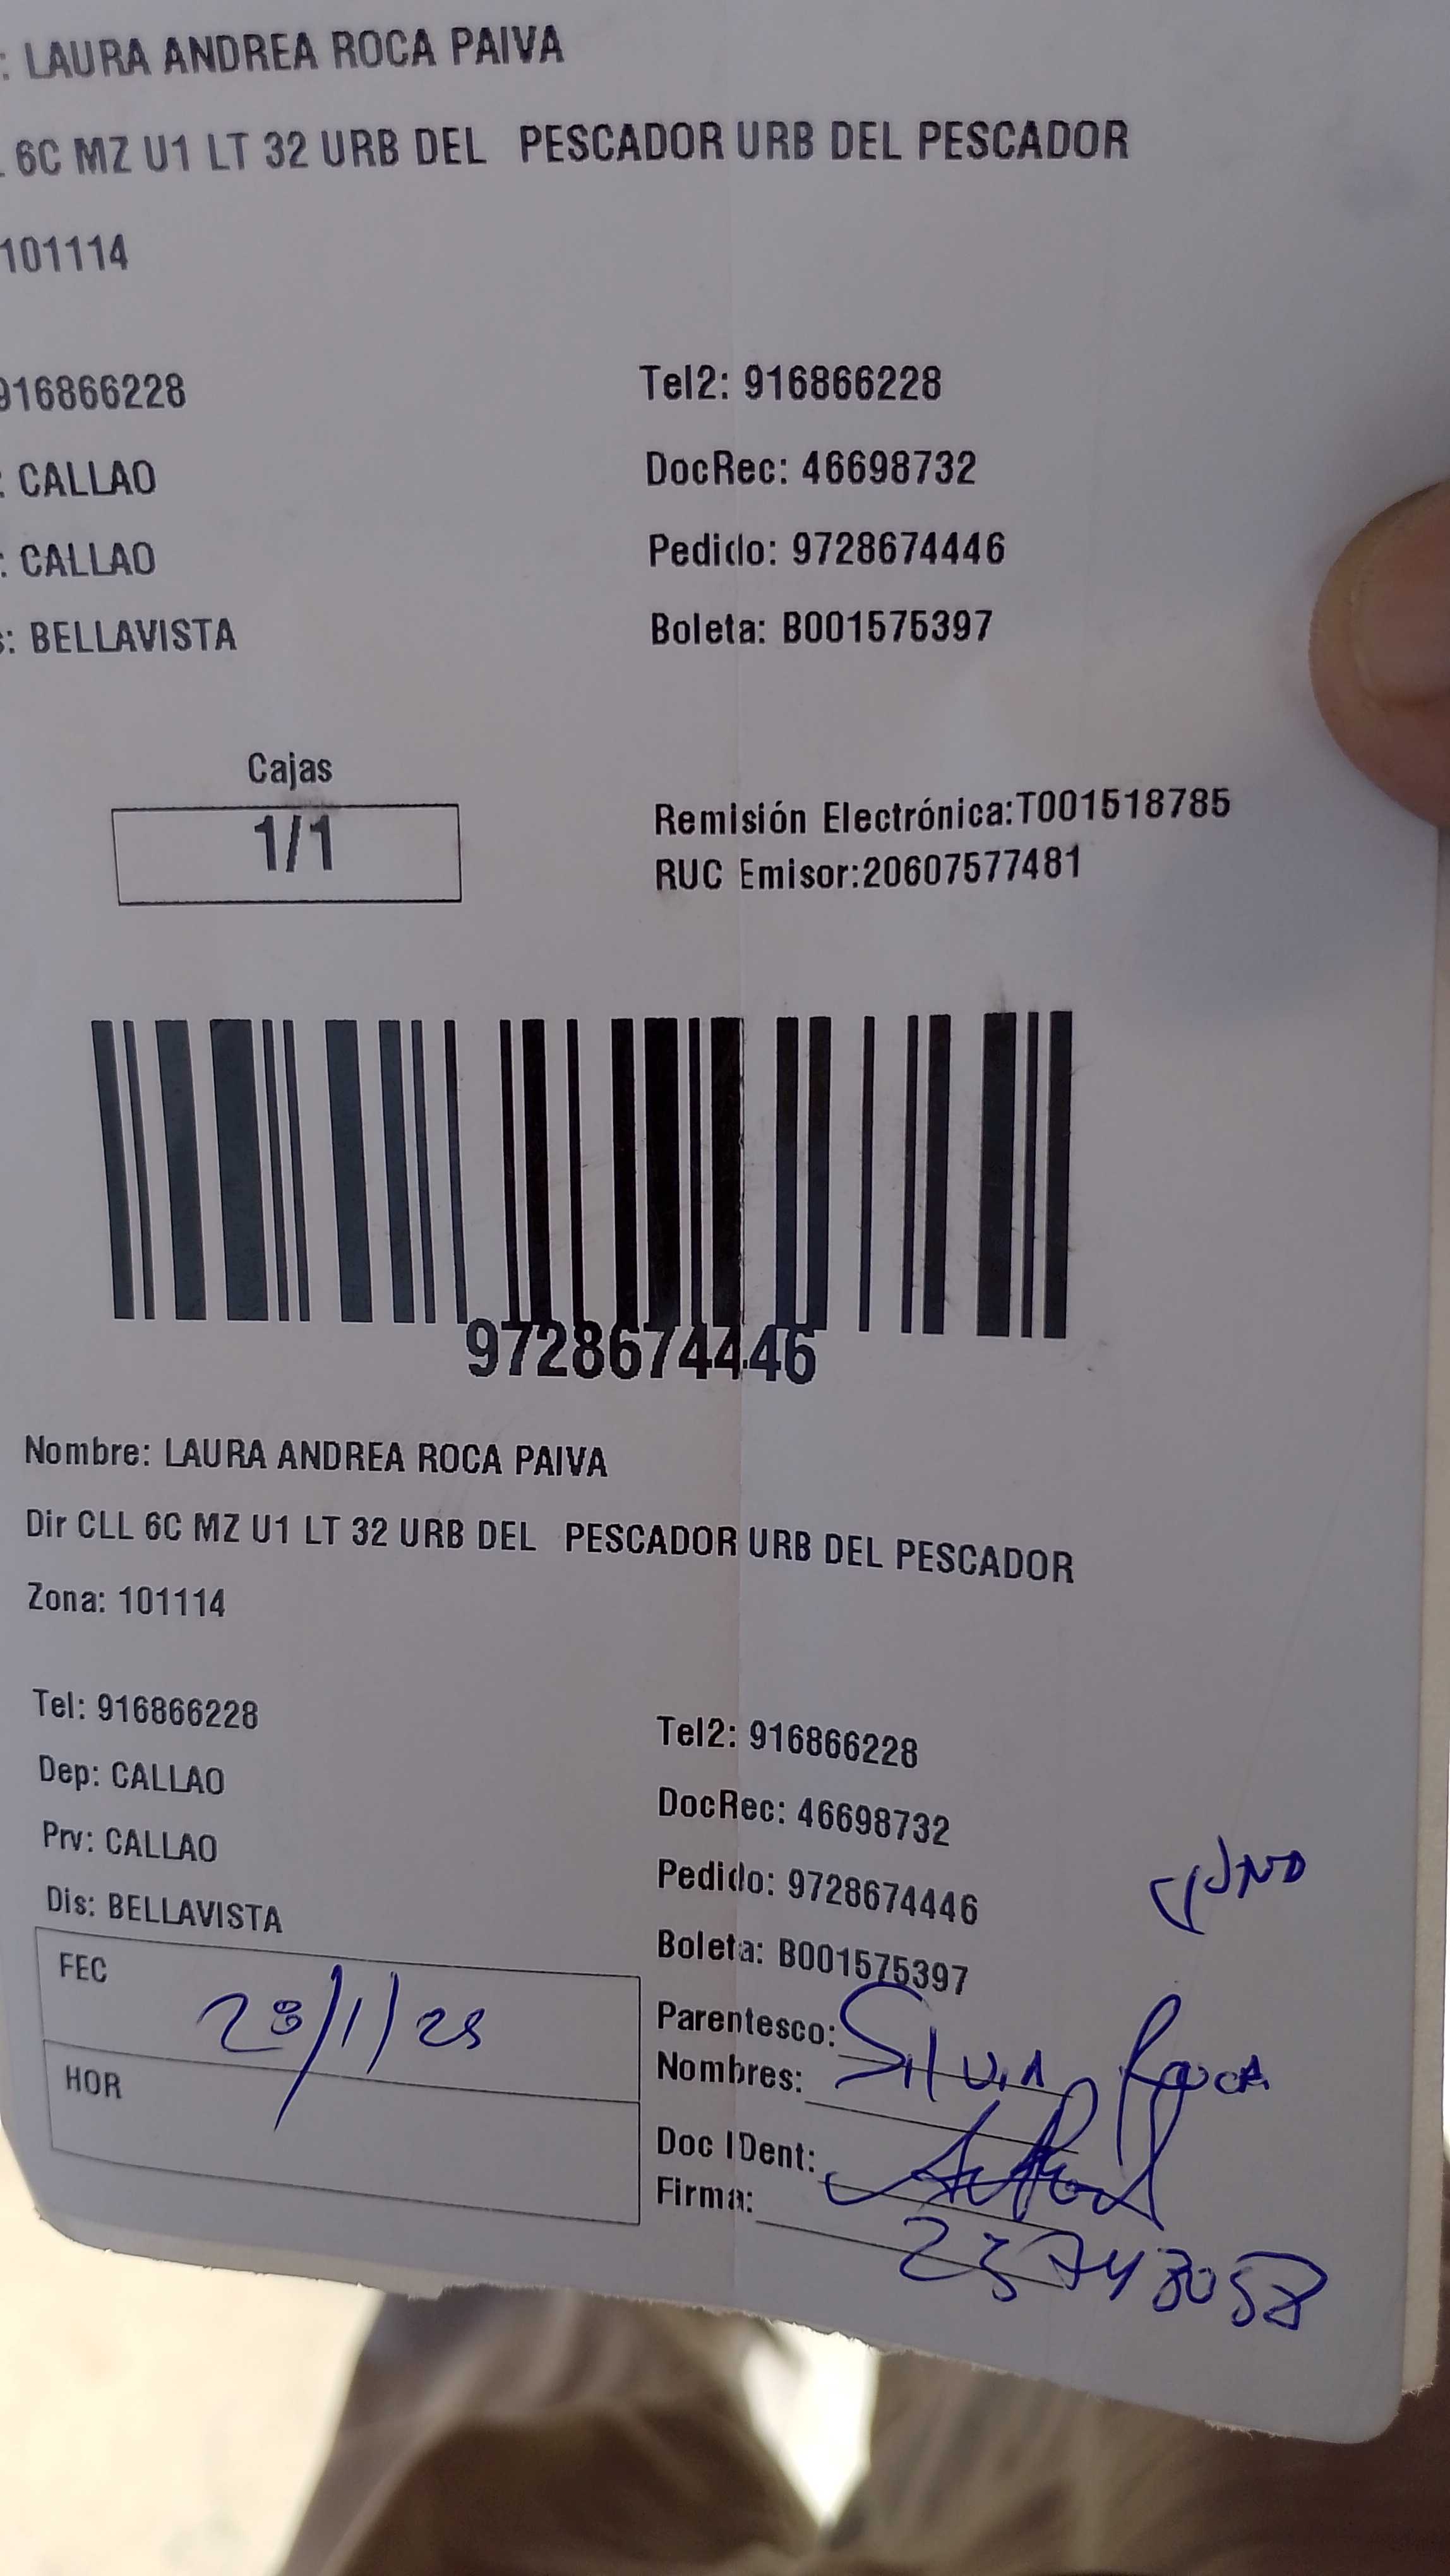 : LAURA ANDREA ROCA PAIVA
6C MZ U1 LT 32 URB DEL PESCADOR URB DEL PESCADOR
101114
916866228 Tel2: 916866228
: CALLAO DocRec: 46698732
: CALLAO Pedido: 9728674446
s: BELLAVISTA Boleta: B001575397
Cajas
1/1
Remisión Electrónica:T001518785
RUC Emisor:20607577481
9728674446
Nombre: LAURA ANDREA ROCA PAIVA
Dir CLL 6C MZ U1 LT 32 URB DEL PESCADOR URB DEL PESCADOR
Zona: 101114
Tel: 916866228 Tel2: 916866228
Dep: CALLAO DocRec: 46698732
Prv: CALLAO Pedido: 9728674446
Dis: BELLAVISTA Boleta: B001575397
FEC
HOR
Parentesco:
Nombres: Silvia Roca
Doc IDent:
Firma: